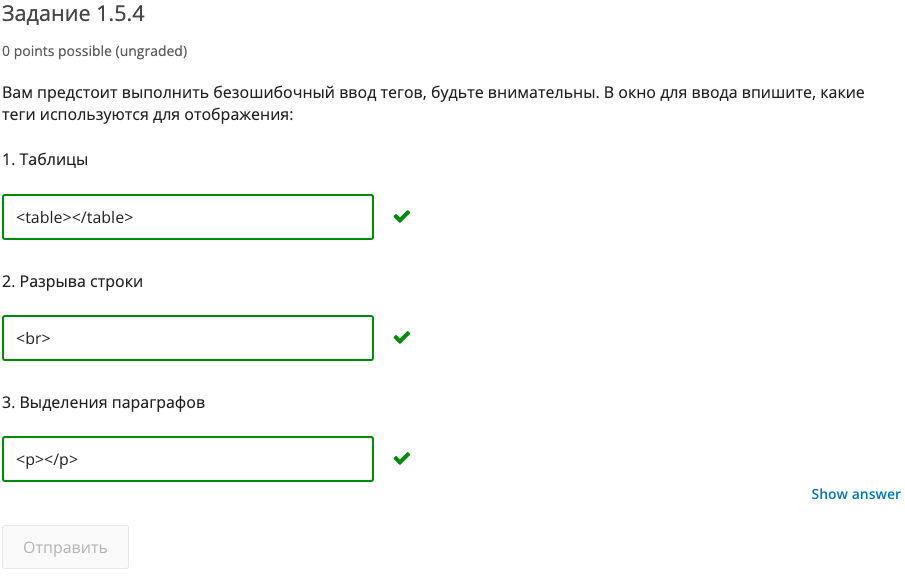 Задание 1.5.4
0 points possible (ungraded)
Вам предстоит выполнить безошибочный ввод тегов, будьте внимательны. В окно для ввода впишите, какие
теги используются для отображения:
1. Таблицы
<table></table>
2. Разрыва строки
<br>
3. Выделения параграфов
<p></p>
Show answer
Отправить